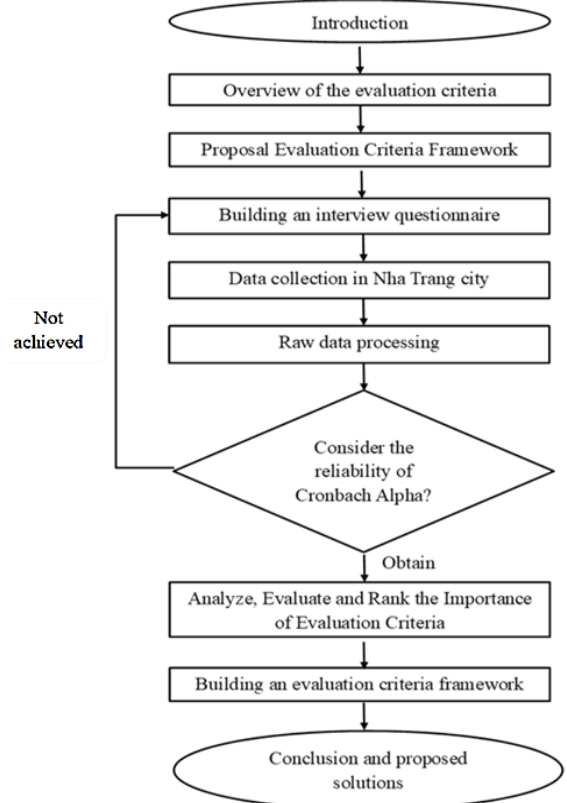 Introduction
Overview of the evaluation criteria
Proposal Evaluation Criteria Framework
Building an interview questionnaire
Data collection in Nha Trang city
Not
achieved
Raw data processing
Consider the
reliability of
Cronbach Alpha?
Obtain
Analyze, Evaluate and Rank the Importance
of Evaluation Criteria
Building an evaluation criteria framework
Conclusion and proposed
solutions